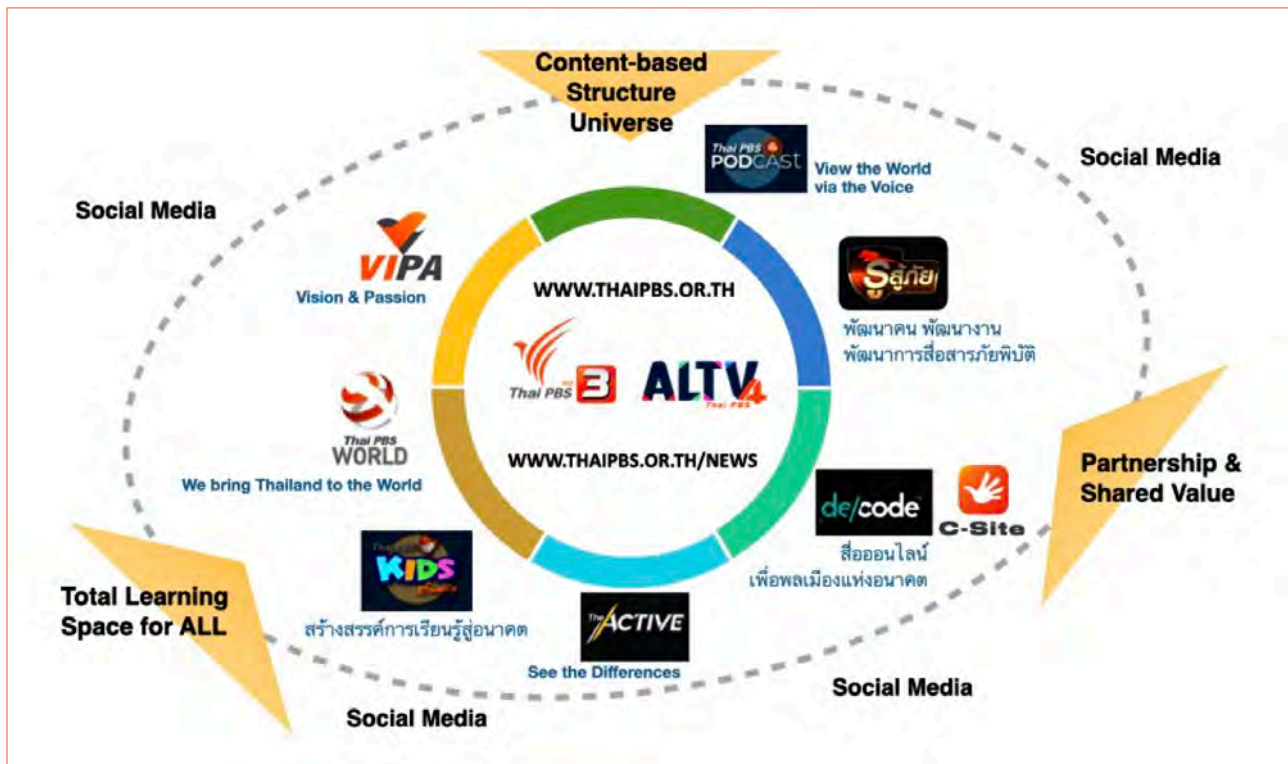 Content-based
Structure
Universe
Thai PBS
PODCAST
View the World
via the Voice
Social Media
Social Media
VIPA
Vision & Passion
รู้สู้ภัย
พัฒนาคน พัฒนางาน
พัฒนาการสื่อสารภัยพิบัติ
WWW.THAIPBS.OR.TH
Thai PBS
3
ALTV4
Thai PBS
WWW.THAIPBS.OR.TH/NEWS
Thai PBS
WORLD
We bring Thailand to the World
Partnership &
Shared Value
de/code
C-Site
สื่อออนไลน์
เพื่อพลเมืองแห่งอนาคต
KIDS
สร้างสรรค์การเรียนรู้สู่อนาคต
Total Learning
Space for ALL
The ACTIVE
See the Differences
Social Media
Social Media